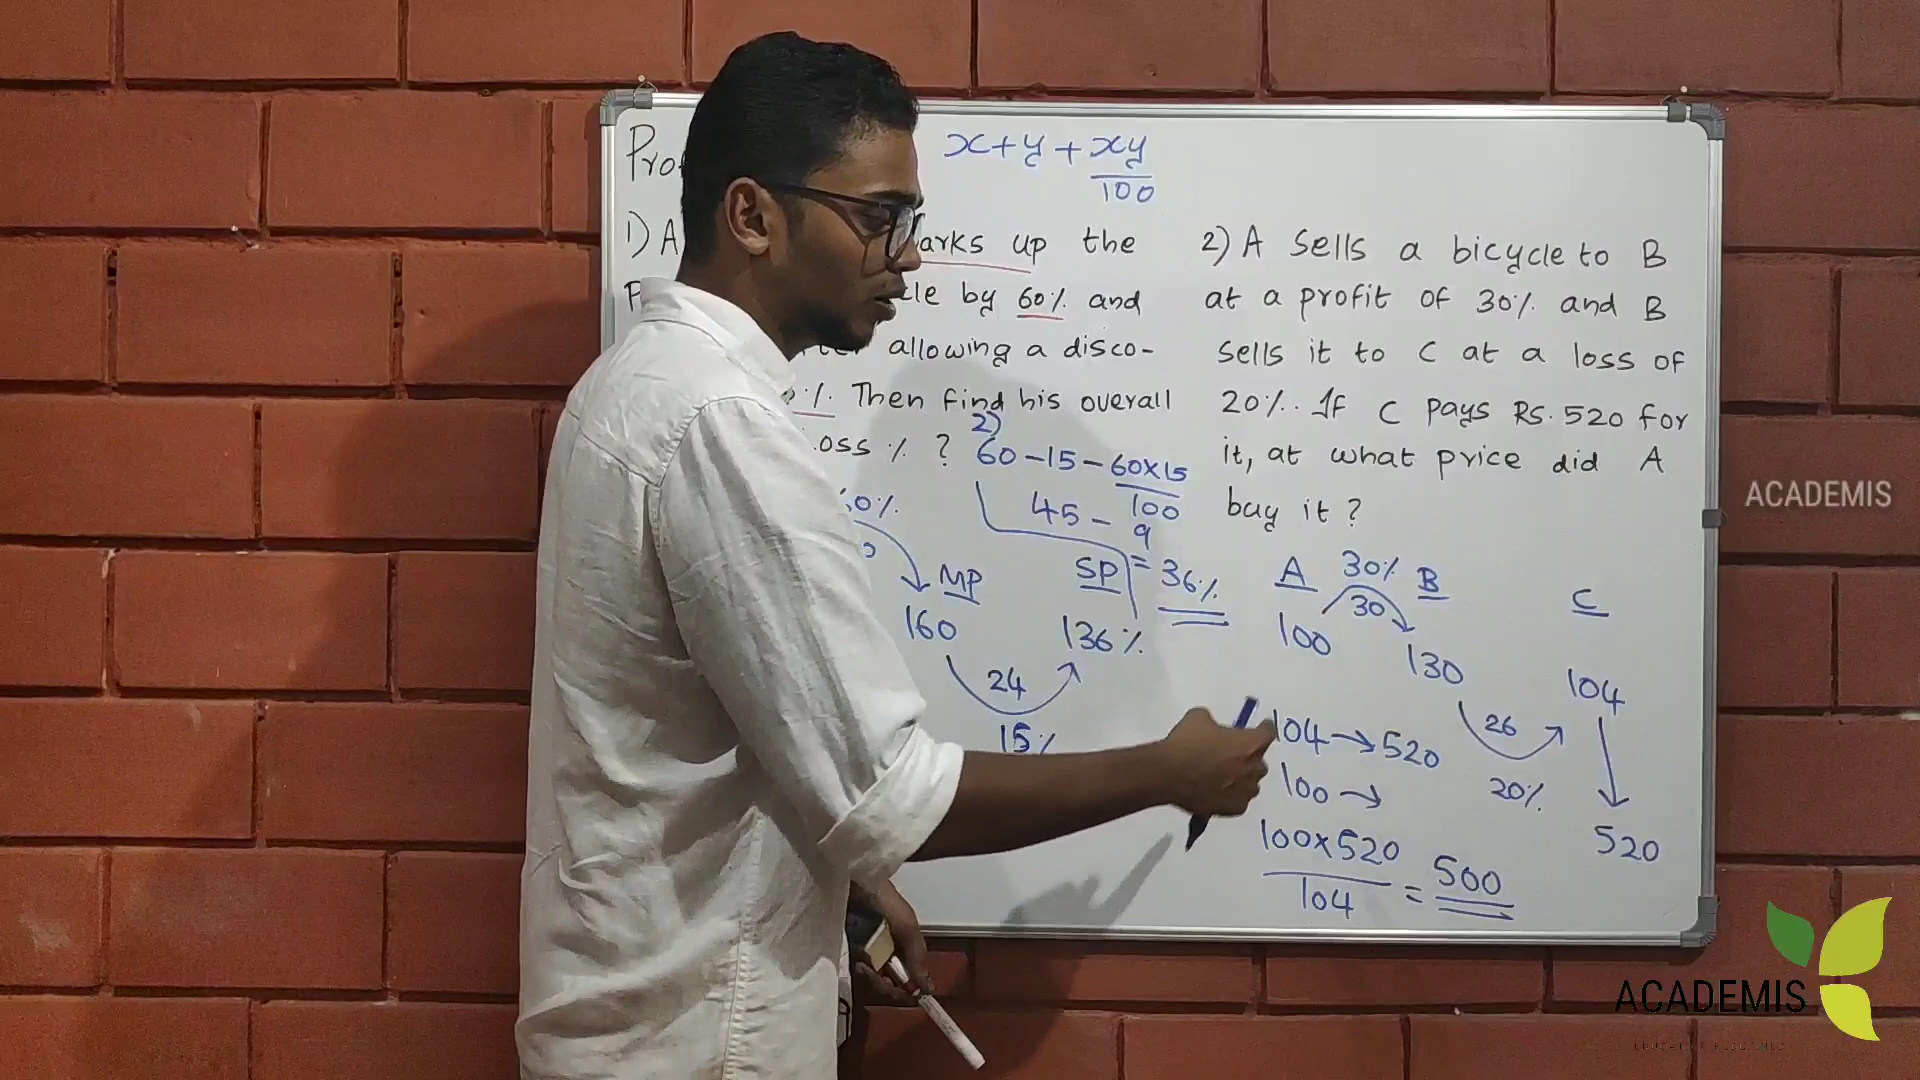 x+y+xy
100
1) A
arks up the
cle by 60% and
allowing a disco-
%. Then find his overall
oss % ?
2)
60-15-60x15
100
45-9
=36%
MP
SP
160
136%
24
15%
2) A sells a bicycle to B
at a profit of 30% and B
sells it to C at a loss of
20%. If C pays Rs. 520 for
it, at what price did A
buy it?
A 30% B
30
C
100
130
104
26
20%
520
104→520
100→
100x520
104
=500
ACADEMIS
ACADEMIS